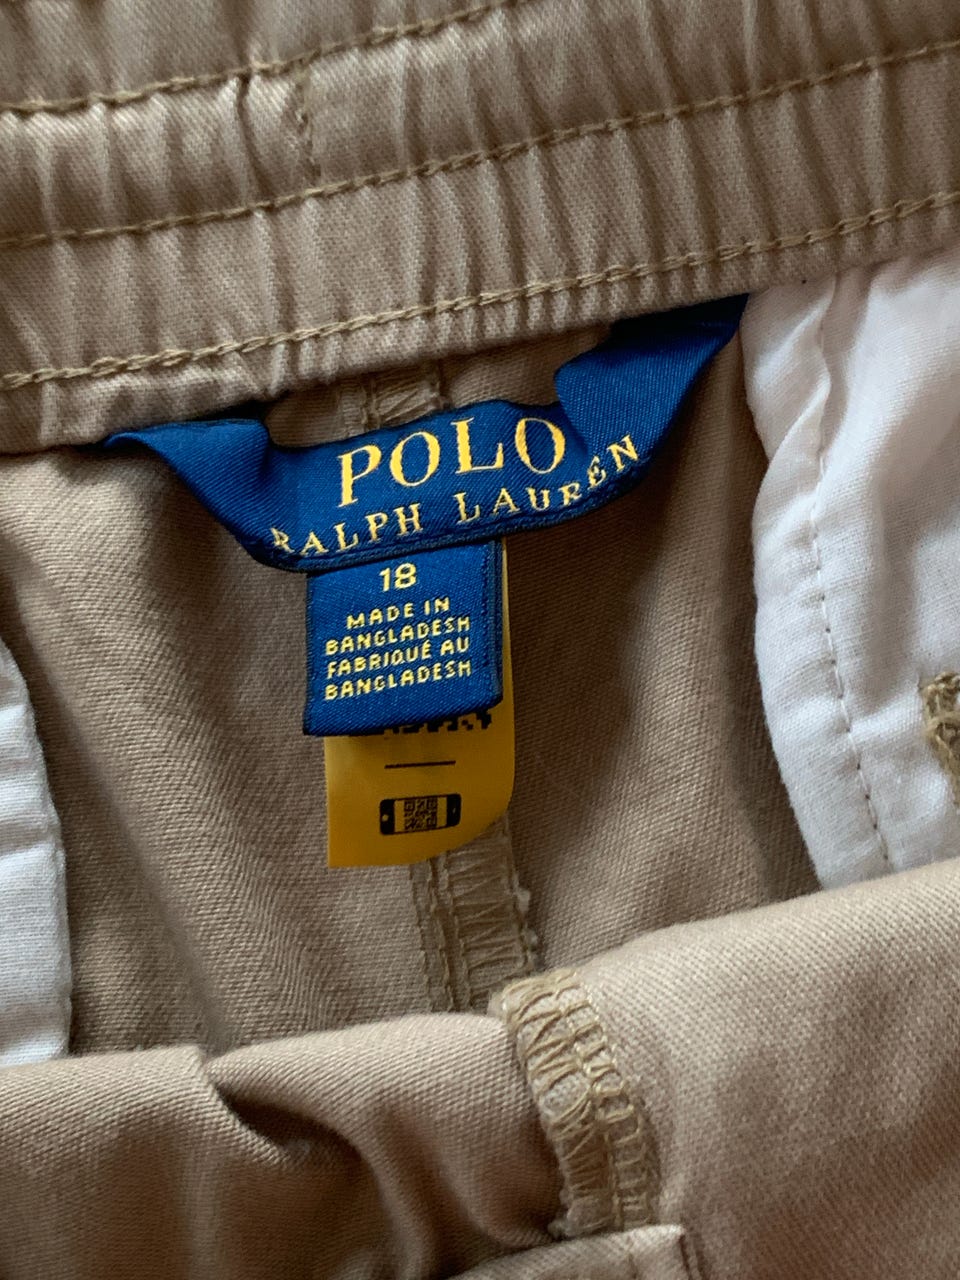 POLO
RALPH LAUREN
18
MADE IN
BANGLADESH
FABRIQUÉ AU
BANGLADESH